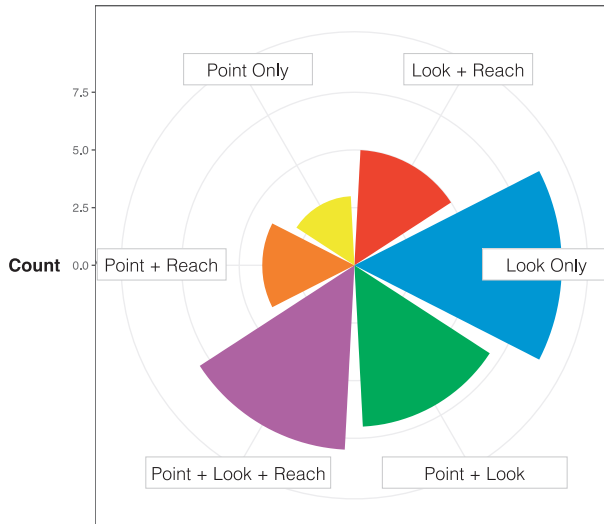 Point Only
Look + Reach
7.5
5.0
2.5
Count
0.0
Point + Reach
Look Only
Point + Look + Reach
Point + Look